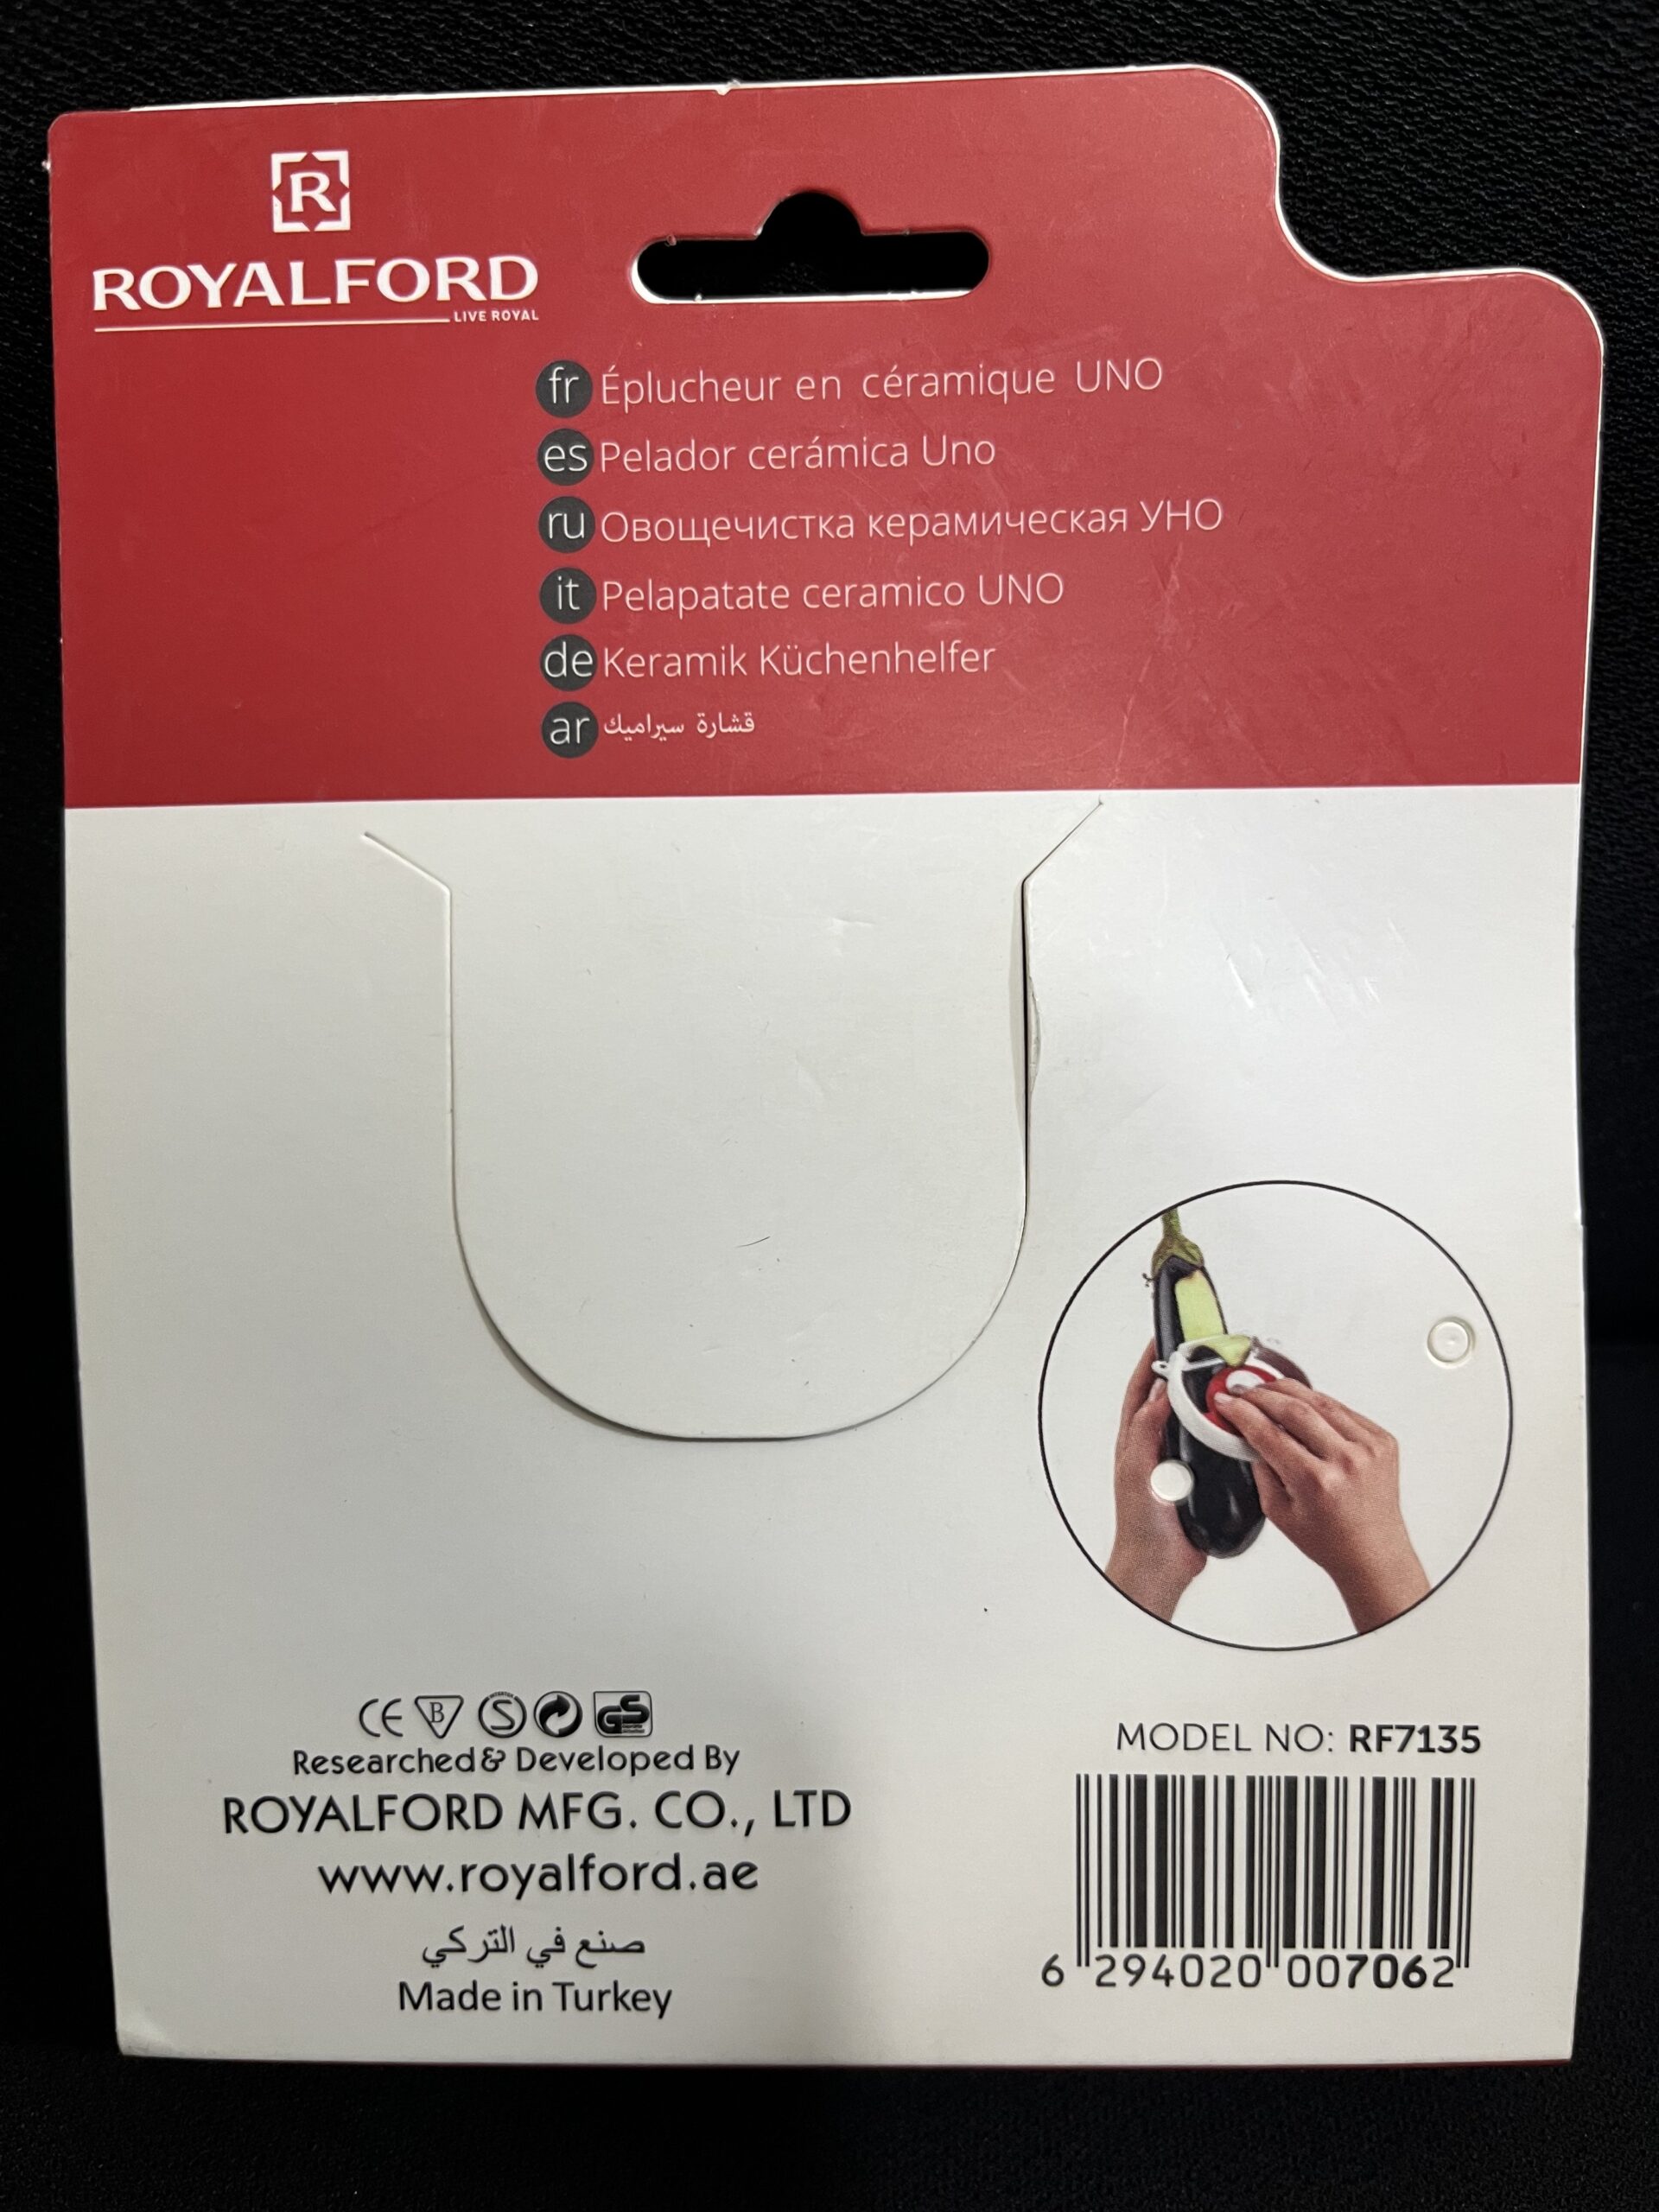 R
ROYALFORD
LIVE ROYAL
fr Éplucheur en céramique UNO
es Pelador cerámica Uno
ru Овощечистка керамическая УНО
it Pelapatate ceramico UNO
de Keramik Küchenhelfer
ar قشارة سيراميك
CE B S GS
Researched & Developed By
ROYALFORD MFG. CO., LTD
www.royalford.ae
صنع في التركي
Made in Turkey
MODEL NO: RF7135
6 294020 007062